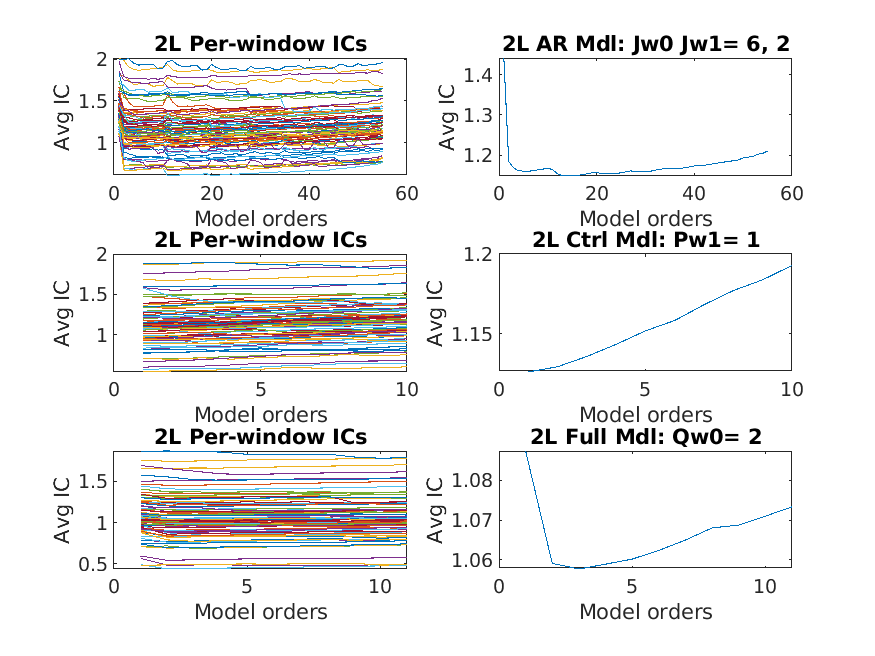 2L Per-window ICs
2L AR Mdl: Jw0 Jw1= 6, 2
Avg IC
2
1.5
1
0
20
40
60
Model orders
Avg IC
1.4
1.3
1.2
0
20
40
60
Model orders
2L Per-window ICs
2L Ctrl Mdl: Pw1= 1
Avg IC
2
1.5
1
0
5
10
Model orders
Avg IC
1.2
1.15
0
5
10
Model orders
2L Per-window ICs
2L Full Mdl: Qw0= 2
Avg IC
1.5
1
0.5
0
5
10
Model orders
Avg IC
1.08
1.07
1.06
0
5
10
Model orders